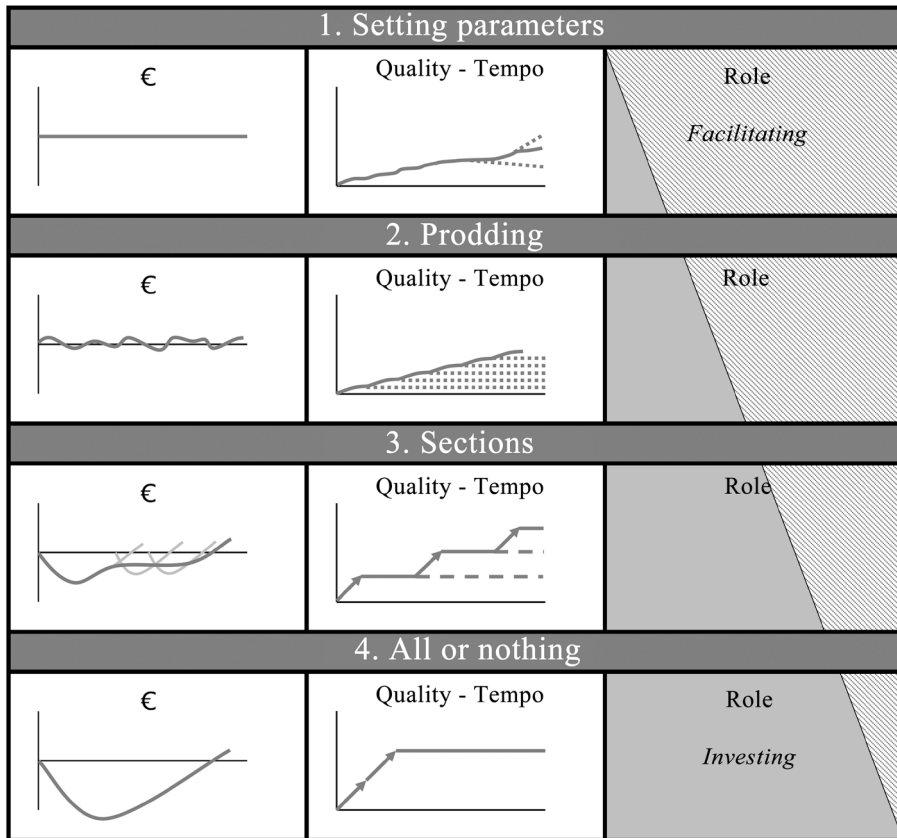 1. Setting parameters
€
Quality - Tempo
Role
Facilitating
2. Prodding
€
Quality - Tempo
Role
3. Sections
€
Quality - Tempo
Role
4. All or nothing
€
Quality - Tempo
Role
Investing